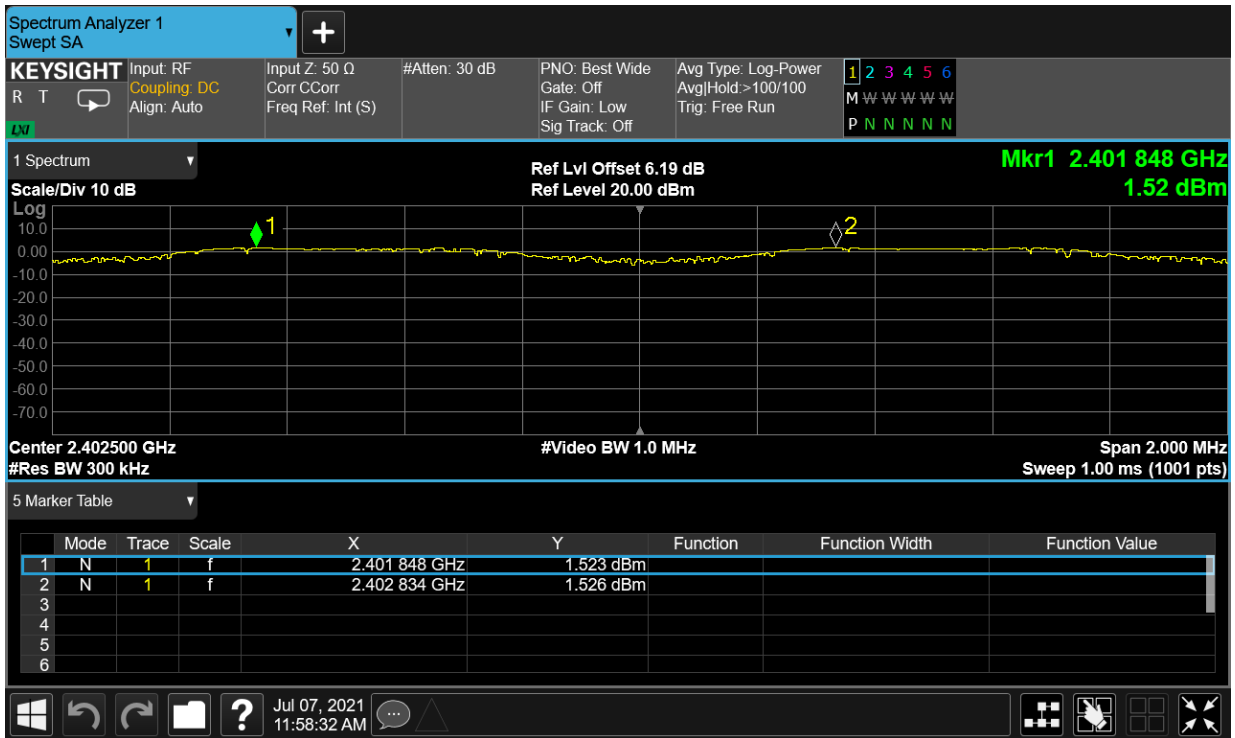 Spectrum Analyzer 1
Swept SA
KEYSIGHT
R T
LXI
Input: RF
Coupling: DC
Align: Auto
Input Z: 50 Ω
Corr CCorr
Freq Ref: Int (S)
#Atten: 30 dB
PNO: Best Wide
Gate: Off
IF Gain: Low
Sig Track: Off
Avg Type: Log-Power
Avg|Hold:>100/100
Trig: Free Run
1 2 3 4 5 6
M W W W W W
P N N N N N
1 Spectrum
Scale/Div 10 dB
Ref Lvl Offset 6.19 dB
Ref Level 20.00 dBm
Mkr1 2.401 848 GHz
1.52 dBm
Log
10.0
0.00
-10.0
-20.0
-30.0
-40.0
-50.0
-60.0
-70.0
1
2
Center 2.402500 GHz
#Video BW 1.0 MHz
Span 2.000 MHz
#Res BW 300 kHz
Sweep 1.00 ms (1001 pts)
5 Marker Table
Mode Trace Scale X Y Function Function Width Function Value
1 N 1 f 2.401 848 GHz 1.523 dBm
2 N 1 f 2.402 834 GHz 1.526 dBm
3
4
5
6
?
Jul 07, 2021
11:58:32 AM